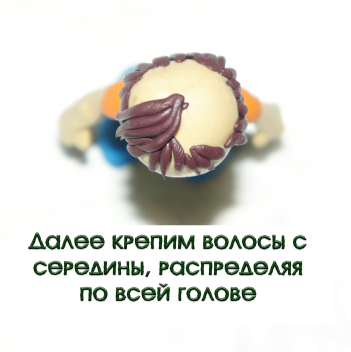 Далее крепим волосы с
середины, распределяя
по всей голове